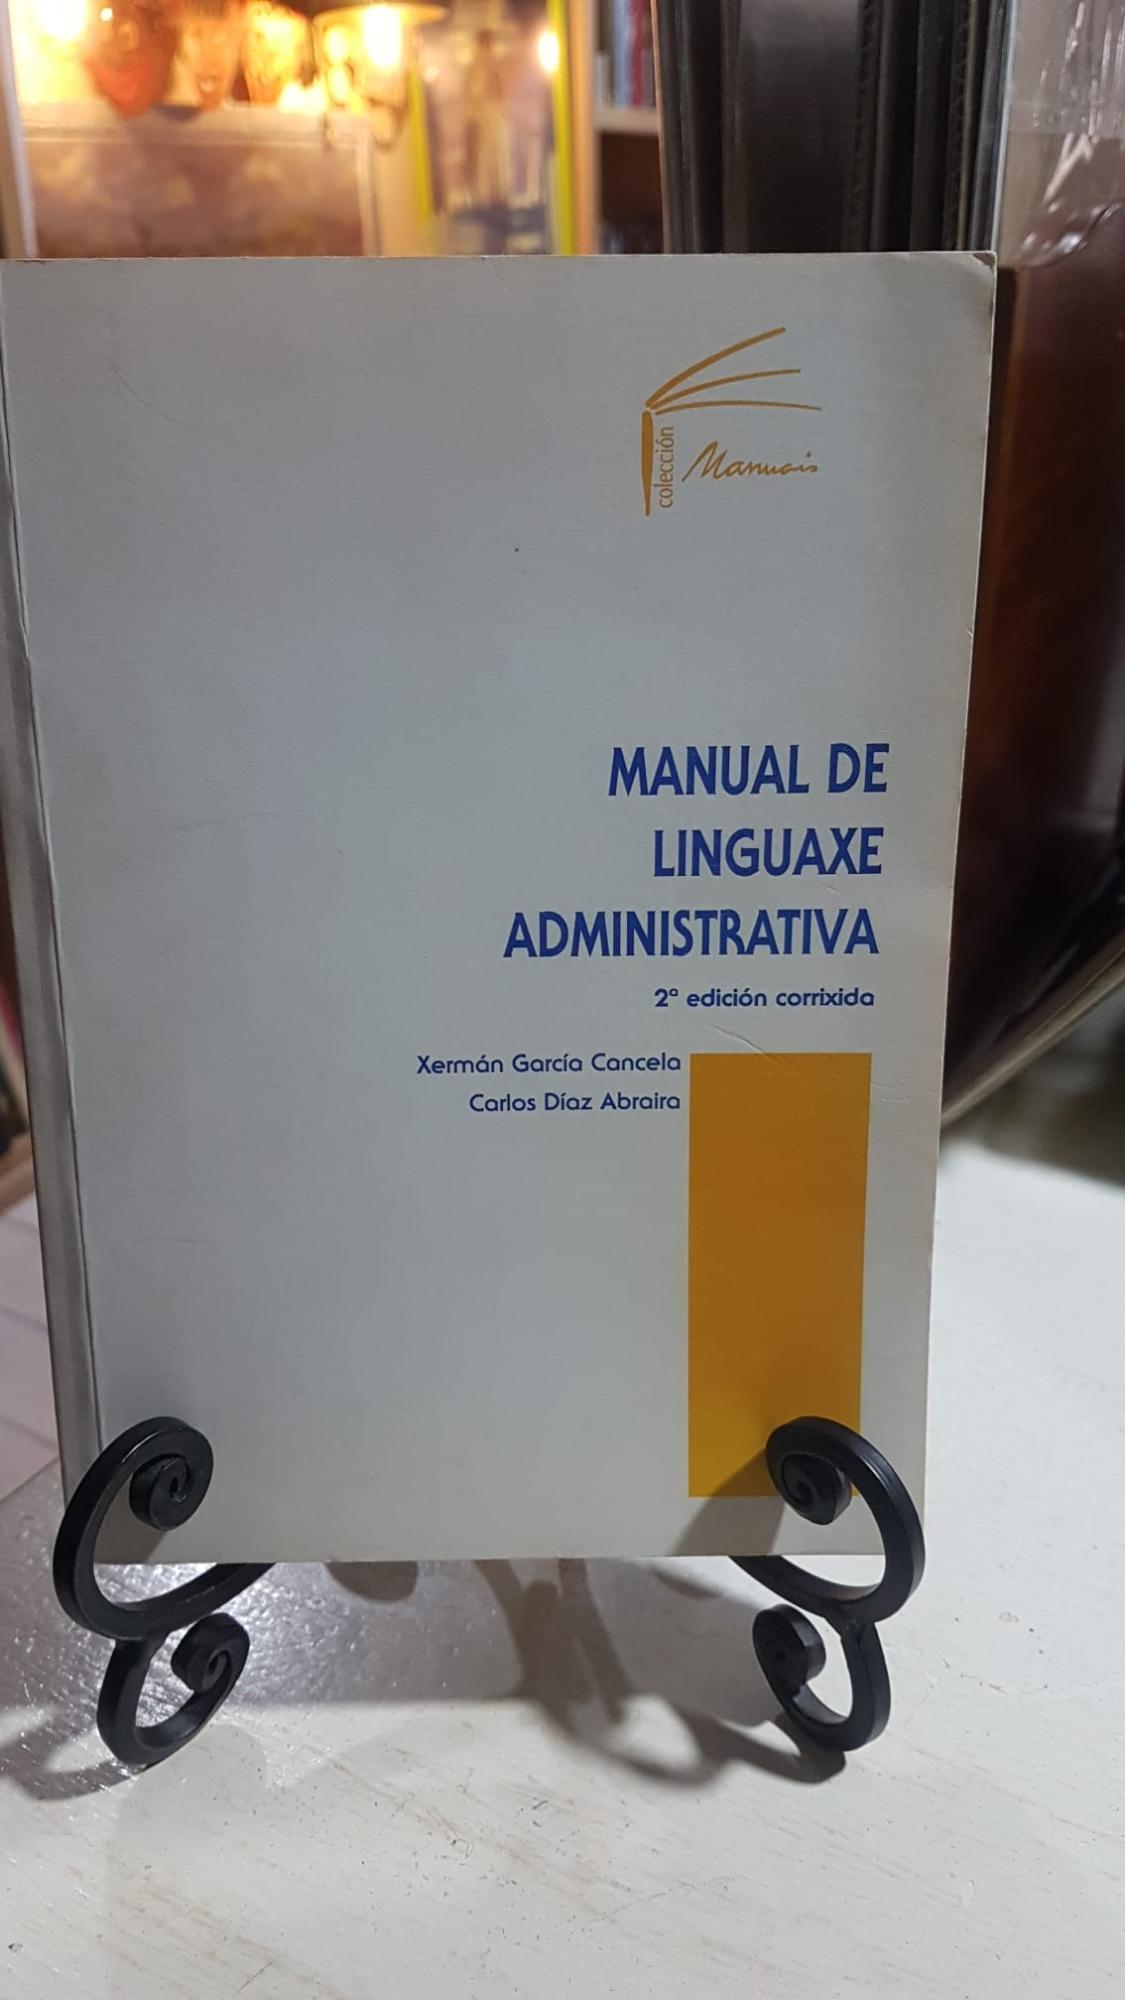 colección
Manuais
MANUAL DE
LINGUAXE
ADMINISTRATIVA
2ª edición corrixida
Xermán García Cancela
Carlos Díaz Abraira